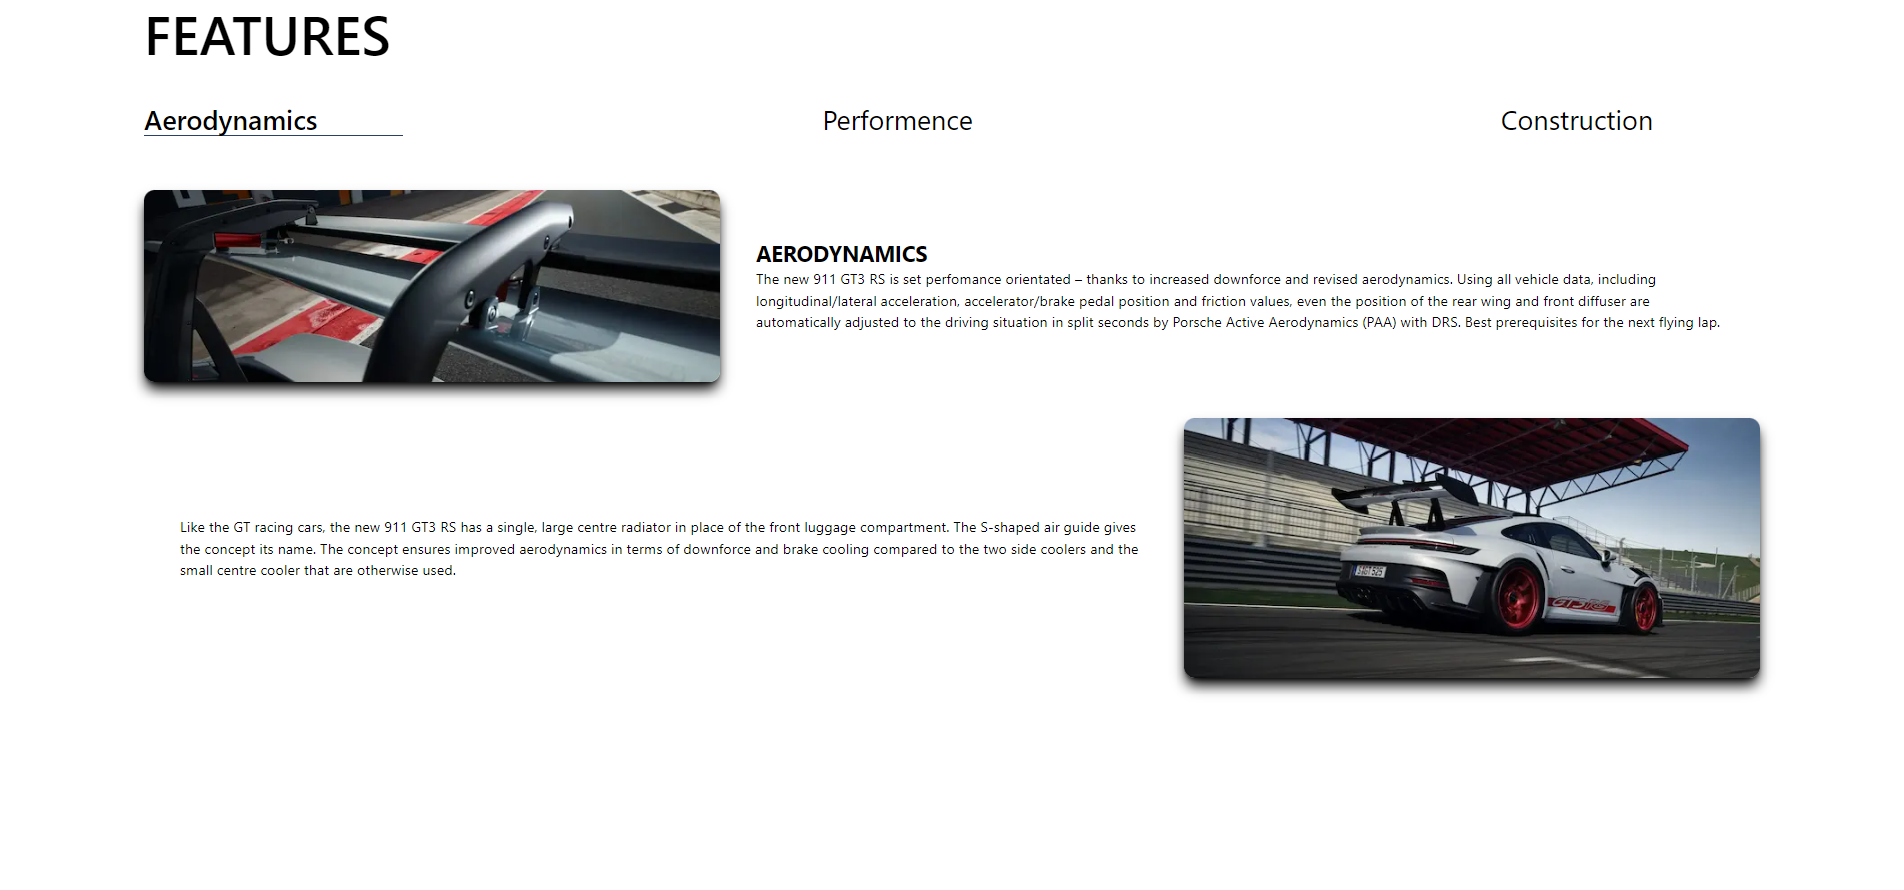 FEATURES
Aerodynamics
Performence
Construction
AERODYNAMICS
The new 911 GT3 RS is set perfomance orientated – thanks to increased downforce and revised aerodynamics. Using all vehicle data, including
longitudinal/lateral acceleration, accelerator/brake pedal position and friction values, even the position of the rear wing and front diffuser are
automatically adjusted to the driving situation in split seconds by Porsche Active Aerodynamics (PAA) with DRS. Best prerequisites for the next flying lap.
Like the GT racing cars, the new 911 GT3 RS has a single, large centre radiator in place of the front luggage compartment. The S-shaped air guide gives
the concept its name. The concept ensures improved aerodynamics in terms of downforce and brake cooling compared to the two side coolers and the
small centre cooler that are otherwise used.
GT3 RS